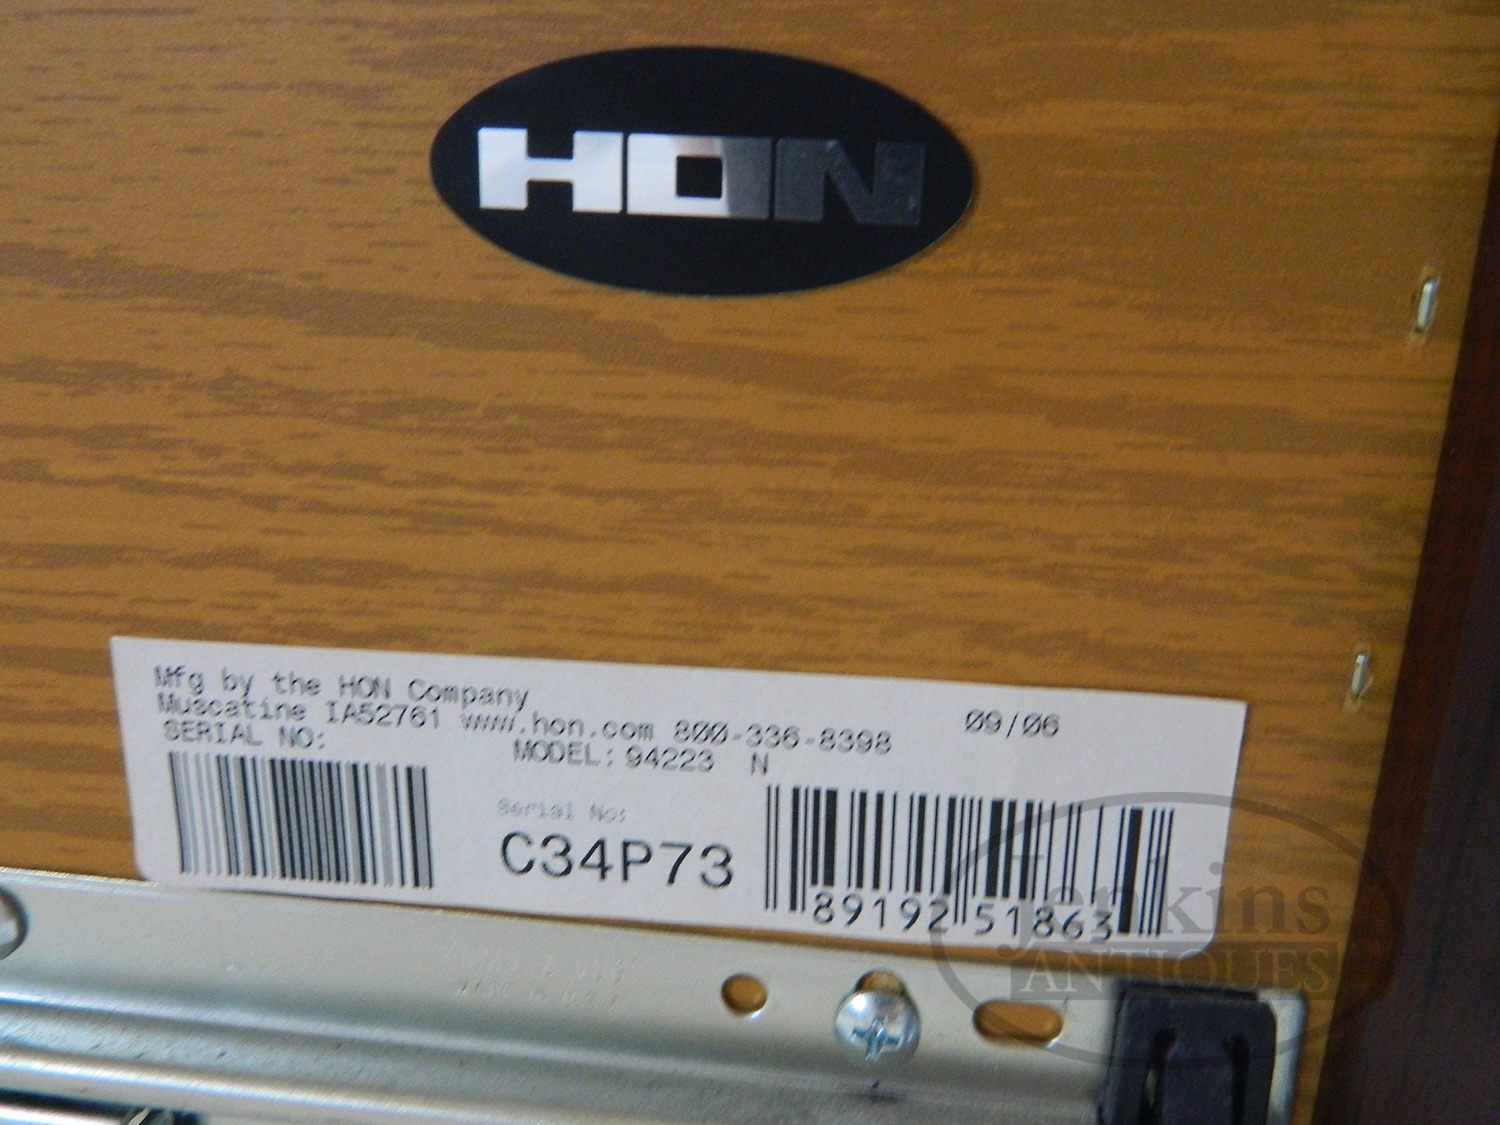 HON
Mfg by the HON Company
Muscatine IA52761 www.hon.com 800-336-8398 09/06
SERIAL NO: MODEL: 94223 N
Serial No:
C34P73
89192 51863
Jenkins
ANTIQUES